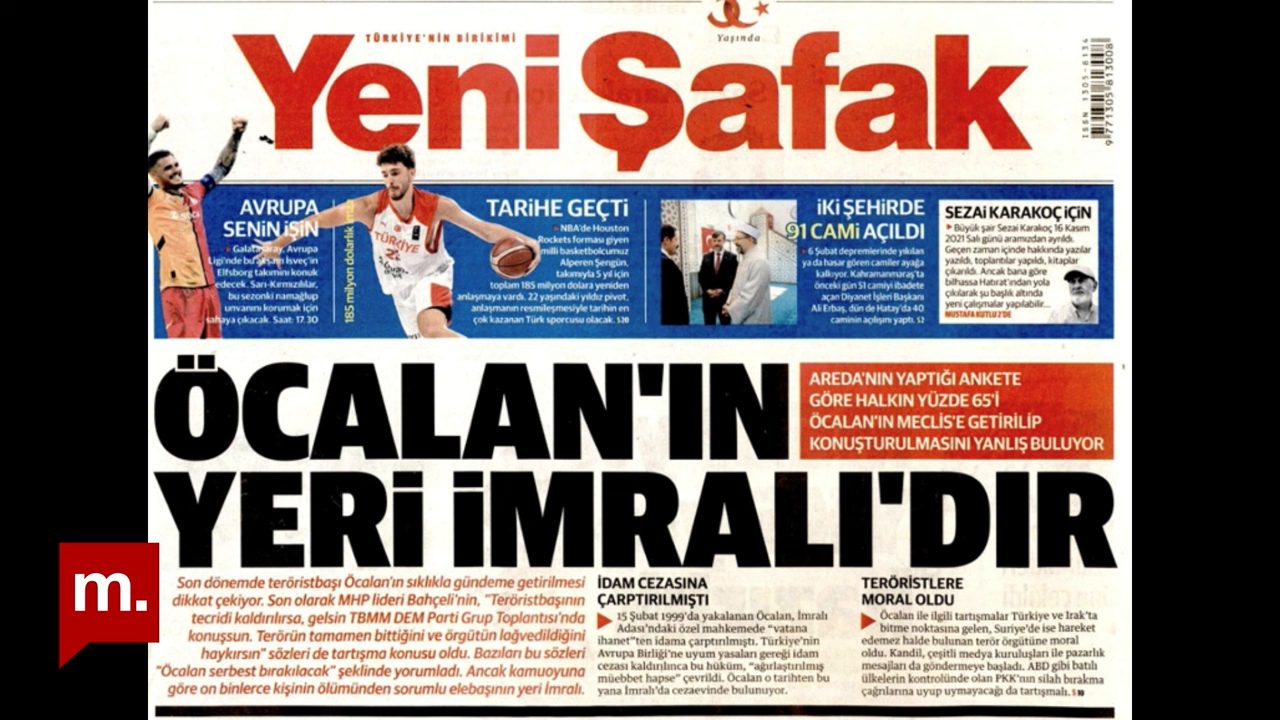 TÜRKİYE'NİN BİRİKİMİ
Yaşında
Yeni Şafak
ISSN 1305-8134
9771305813008
AVRUPA
SENİN İŞİN
Galatasaray, Avrupa
Ligi'nde bu akşam İsveç'in
Elfsborg takımını konuk
edecek. Sarı-Kırmızılılar,
bu sezonki namağlup
unvanını korumak için
sahaya çıkacak. Saat: 17.30
185 milyon dolarlık imza
TARİHE GEÇTİ
NBA'de Houston
Rockets forması giyen
milli basketbolcumuz
Alperen Şengün,
takımıyla 5 yıl için
toplam 185 milyon dolara yeniden
anlaşmaya vardı. 22 yaşındaki yıldız pivot,
anlaşmanın resmileşmesiyle tarihin en
çok kazanan Türk sporcusu olacak. S20
İKİ ŞEHİRDE
91 CAMİ AÇILDI
6 Şubat depremlerinde yıkılan
ya da hasar gören camiler ayağa
kalkıyor. Kahramanmaraş'ta
önceki gün 51 camiyi ibadete
açan Diyanet İşleri Başkanı
Ali Erbaş, dün de Hatay'da 40
caminin açılışını yaptı. S2
SEZAİ KARAKOÇ İÇİN
Büyük şair Sezai Karakoç 16 Kasım
2021 Salı günü aramızdan ayrıldı.
Geçen zaman içinde hakkında yazılar
yazıldı, toplantılar yapıldı, kitaplar
çıkarıldı. Ancak bana göre
bilhassa Hatırat'ından yola
çıkılarak şu başlık altında
yeni çalışmalar yapılabilir...
MUSTAFA KUTLU 2'DE
ÖCALAN'IN
YERİ İMRALI'DIR
AREDA'NIN YAPTIĞI ANKETE
GÖRE HALKIN YÜZDE 65'İ
ÖCALAN'IN MECLİS'E GETİRİLİP
KONUŞTURULMASINI YANLIŞ BULUYOR
m.
Son dönemde teröristbaşı Öcalan'ın sıklıkla gündeme getirilmesi
dikkat çekiyor. Son olarak MHP lideri Bahçeli'nin, "Teröristbaşının
tecridi kaldırılırsa, gelsin TBMM DEM Parti Grup Toplantısı'nda
konuşsun. Terörün tamamen bittiğini ve örgütün lağvedildiğini
haykırsın" sözleri de tartışma konusu oldu. Bazıları bu sözleri
"Öcalan serbest bırakılacak" şeklinde yorumladı. Ancak kamuoyuna
göre on binlerce kişinin ölümünden sorumlu elebaşının yeri İmralı.
İDAM CEZASINA
ÇARPTIRILMIŞTI
15 Şubat 1999'da yakalanan Öcalan, İmralı
Adası'ndaki özel mahkemede "vatana
ihanet"ten idama çarptırılmıştı. Türkiye'nin
Avrupa Birliği'ne uyum yasaları gereği idam
cezası kaldırılınca bu hüküm, "ağırlaştırılmış
müebbet hapse" çevrildi. Öcalan o tarihten bu
yana İmralı'da cezaevinde bulunuyor.
TERÖRİSTLERE
MORAL OLDU
Öcalan ile ilgili tartışmalar Türkiye ve Irak'ta
bitme noktasına gelen, Suriye'de ise hareket
edemez halde bulunan terör örgütüne moral
oldu. Kandil, çeşitli medya kuruluşları ile pazarlık
mesajları da göndermeye başladı. ABD gibi batılı
ülkelerin kontrolünde olan PKK'nın silah bırakma
çağrılarına uyup uymayacağı da tartışmalı. S 10